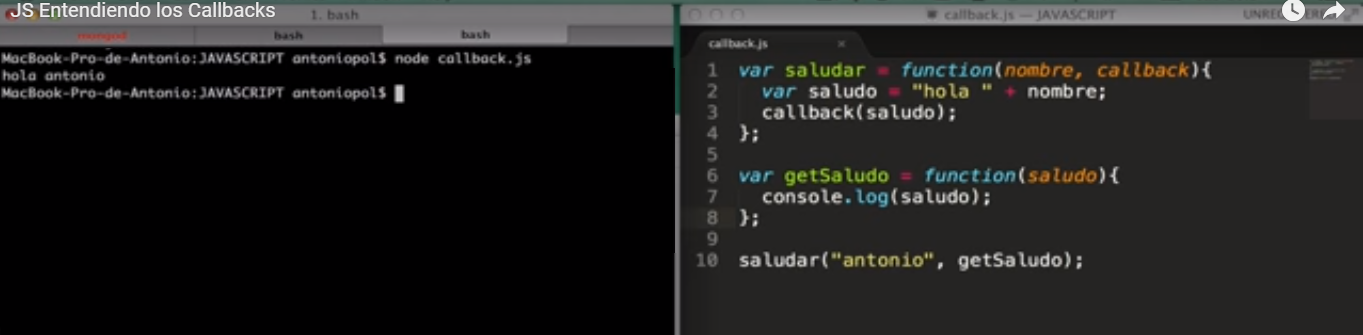 JS Entendiendo los Callbacks
1. bash
mongod
bash
bash
MacBook-Pro-de-Antonio:JAVASCRIPT antoniopol$ node callback.js
hola antonio
MacBook-Pro-de-Antonio:JAVASCRIPT antoniopol$
callback.js — JAVASCRIPT
callback.js ×
1 var saludar = function(nombre, callback){
2 var saludo = "hola " + nombre;
3 callback(saludo);
4 };
5
6 var getSaludo = function(saludo){
7 console.log(saludo);
8 };
9
10 saludar("antonio", getSaludo);